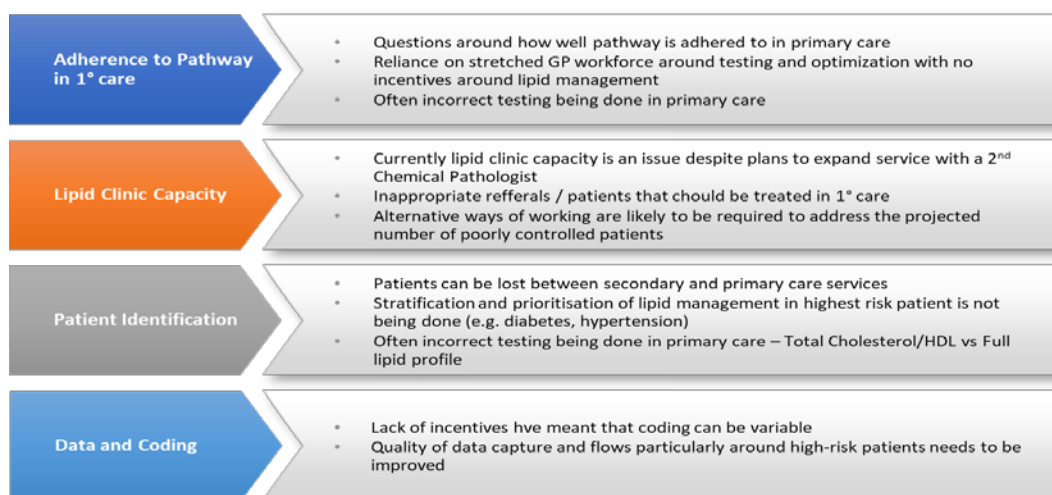 Adherence to Pathway
in 1° care
• Questions around how well pathway is adhered to in primary care
• Reliance on stretched GP workforce around testing and optimization with no
incentives around lipid management
• Often incorrect testing being done in primary care
Lipid Clinic Capacity
• Currently lipid clinic capacity is an issue despite plans to expand service with a 2nd
Chemical Pathologist
• Inappropriate refferals / patients that should be treated in 1° care
• Alternative ways of working are likely to be required to address the projected
number of poorly controlled patients
Patient Identification
• Patients can be lost between secondary and primary care services
• Stratification and prioritisation of lipid management in highest risk patient is not
being done (e.g. diabetes, hypertension)
• Often incorrect testing being done in primary care – Total Cholesterol/HDL vs Full
lipid profile
Data and Coding
• Lack of incentives hve meant that coding can be variable
• Quality of data capture and flows particularly around high-risk patients needs to be
improved